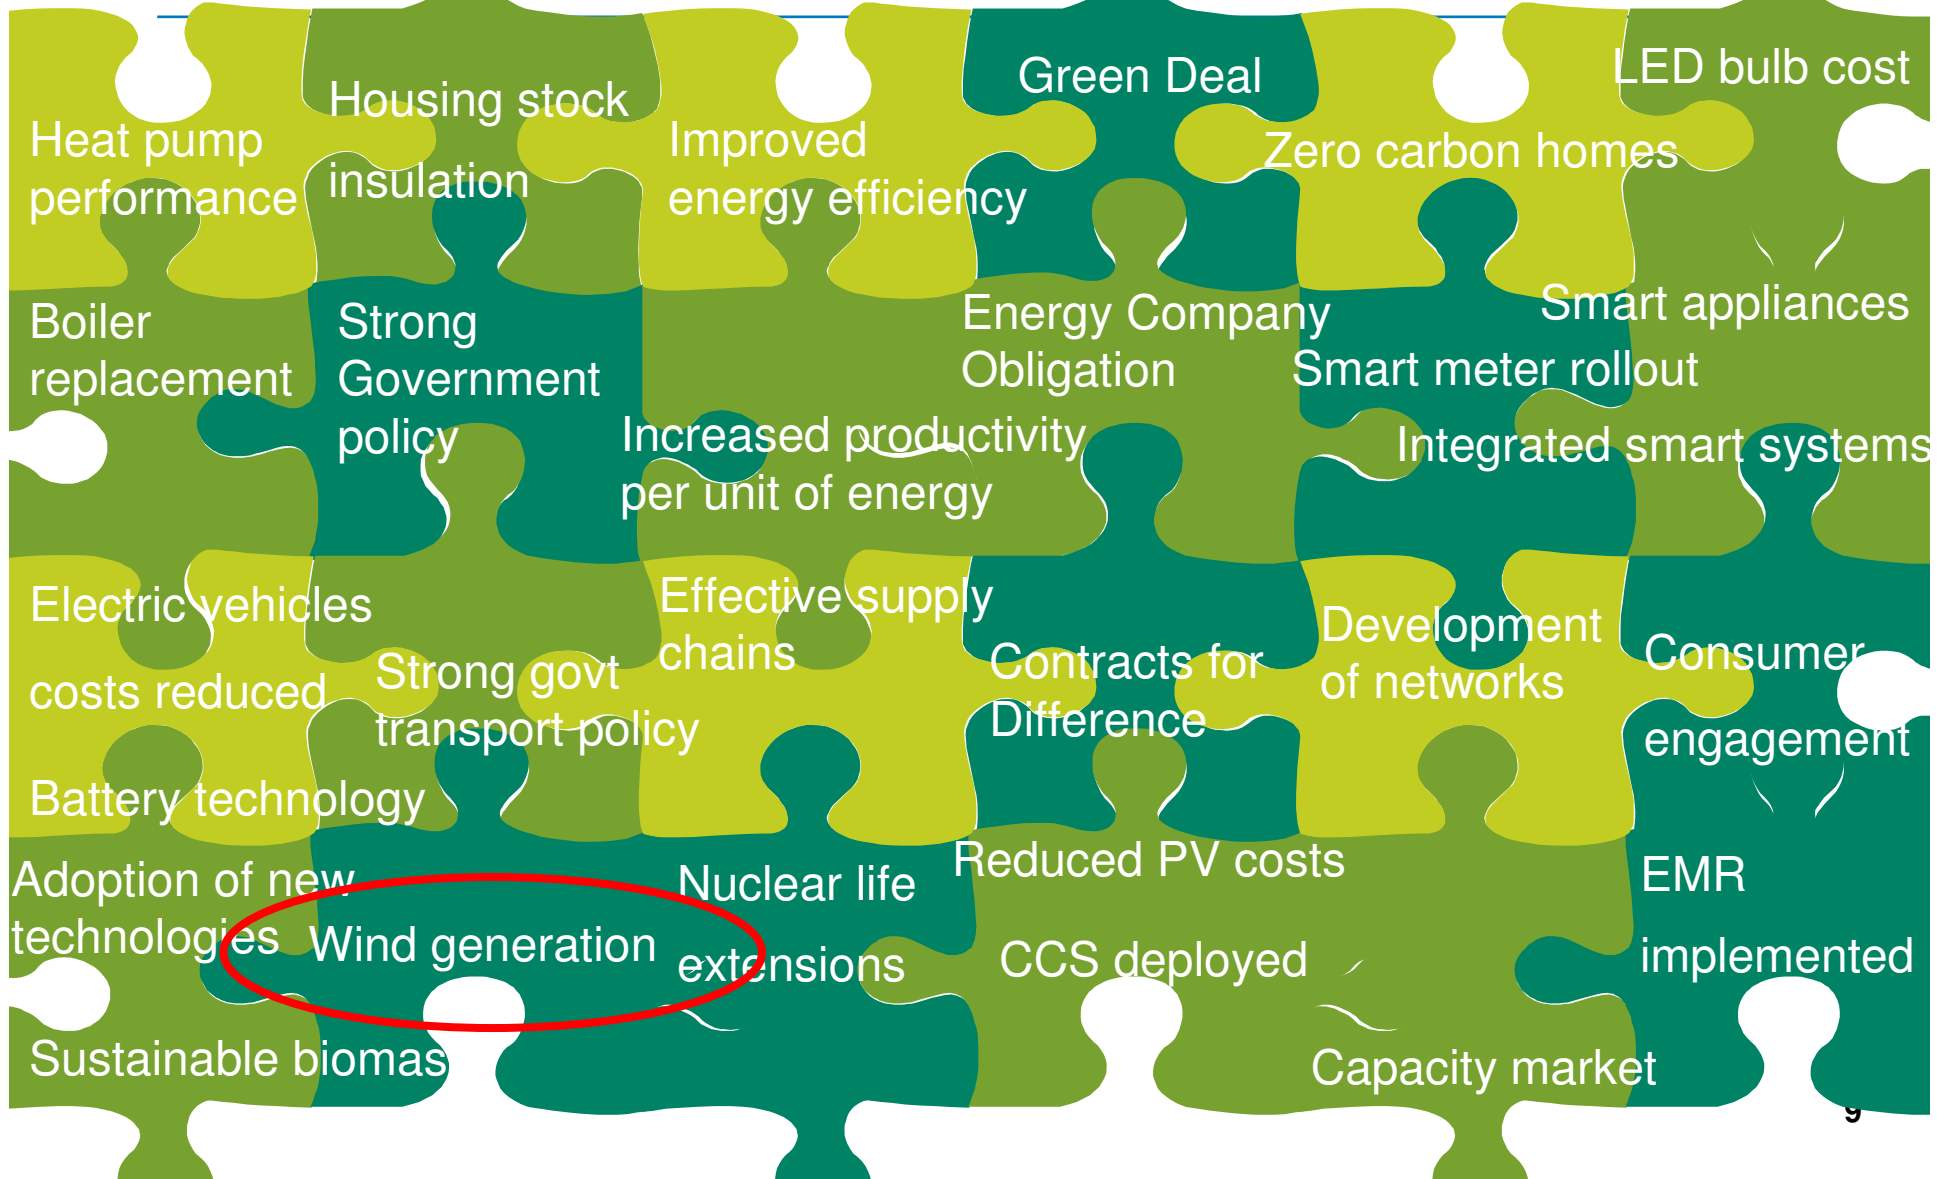 Heat pump
performance
Housing stock
insulation
Improved
energy efficiency
Green Deal
Zero carbon homes
LED bulb cost
Boiler
replacement
Strong
Government
policy
Increased productivity
per unit of energy
Energy Company
Obligation
Smart appliances
Smart meter rollout
Integrated smart systems
Electric vehicles
costs reduced
Strong govt
transport policy
Effective supply
chains
Contracts for
Difference
Development
of networks
Consumer
engagement
Battery technology
Adoption of new
technologies
Wind generation
Nuclear life
extensions
Reduced PV costs
CCS deployed
EMR
implemented
Sustainable biomas
Capacity market
9